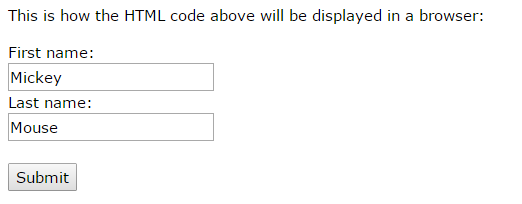 This is how the HTML code above will be displayed in a browser:
First name:
Mickey
Last name:
Mouse
Submit